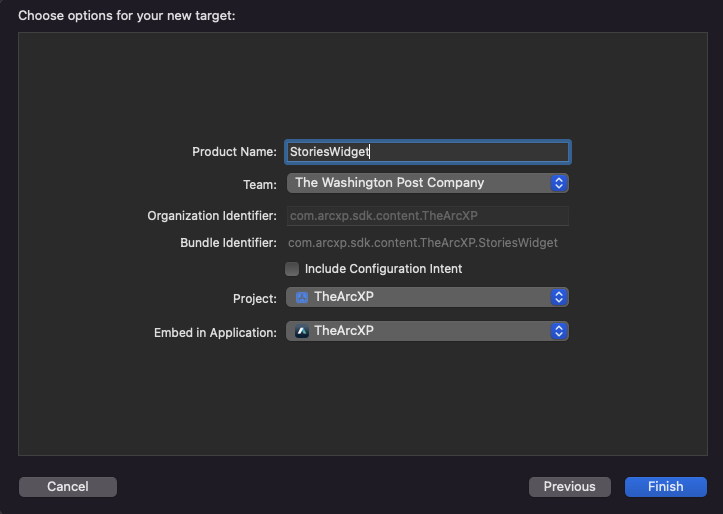 Choose options for your new target:
Product Name: StoriesWidget
Team: The Washington Post Company
Organization Identifier: com.arcxp.sdk.content.TheArcXP
Bundle Identifier: com.arcxp.sdk.content.TheArcXP.StoriesWidget
Include Configuration Intent
Project: TheArcXP
Embed in Application: TheArcXP
Cancel Previous Finish